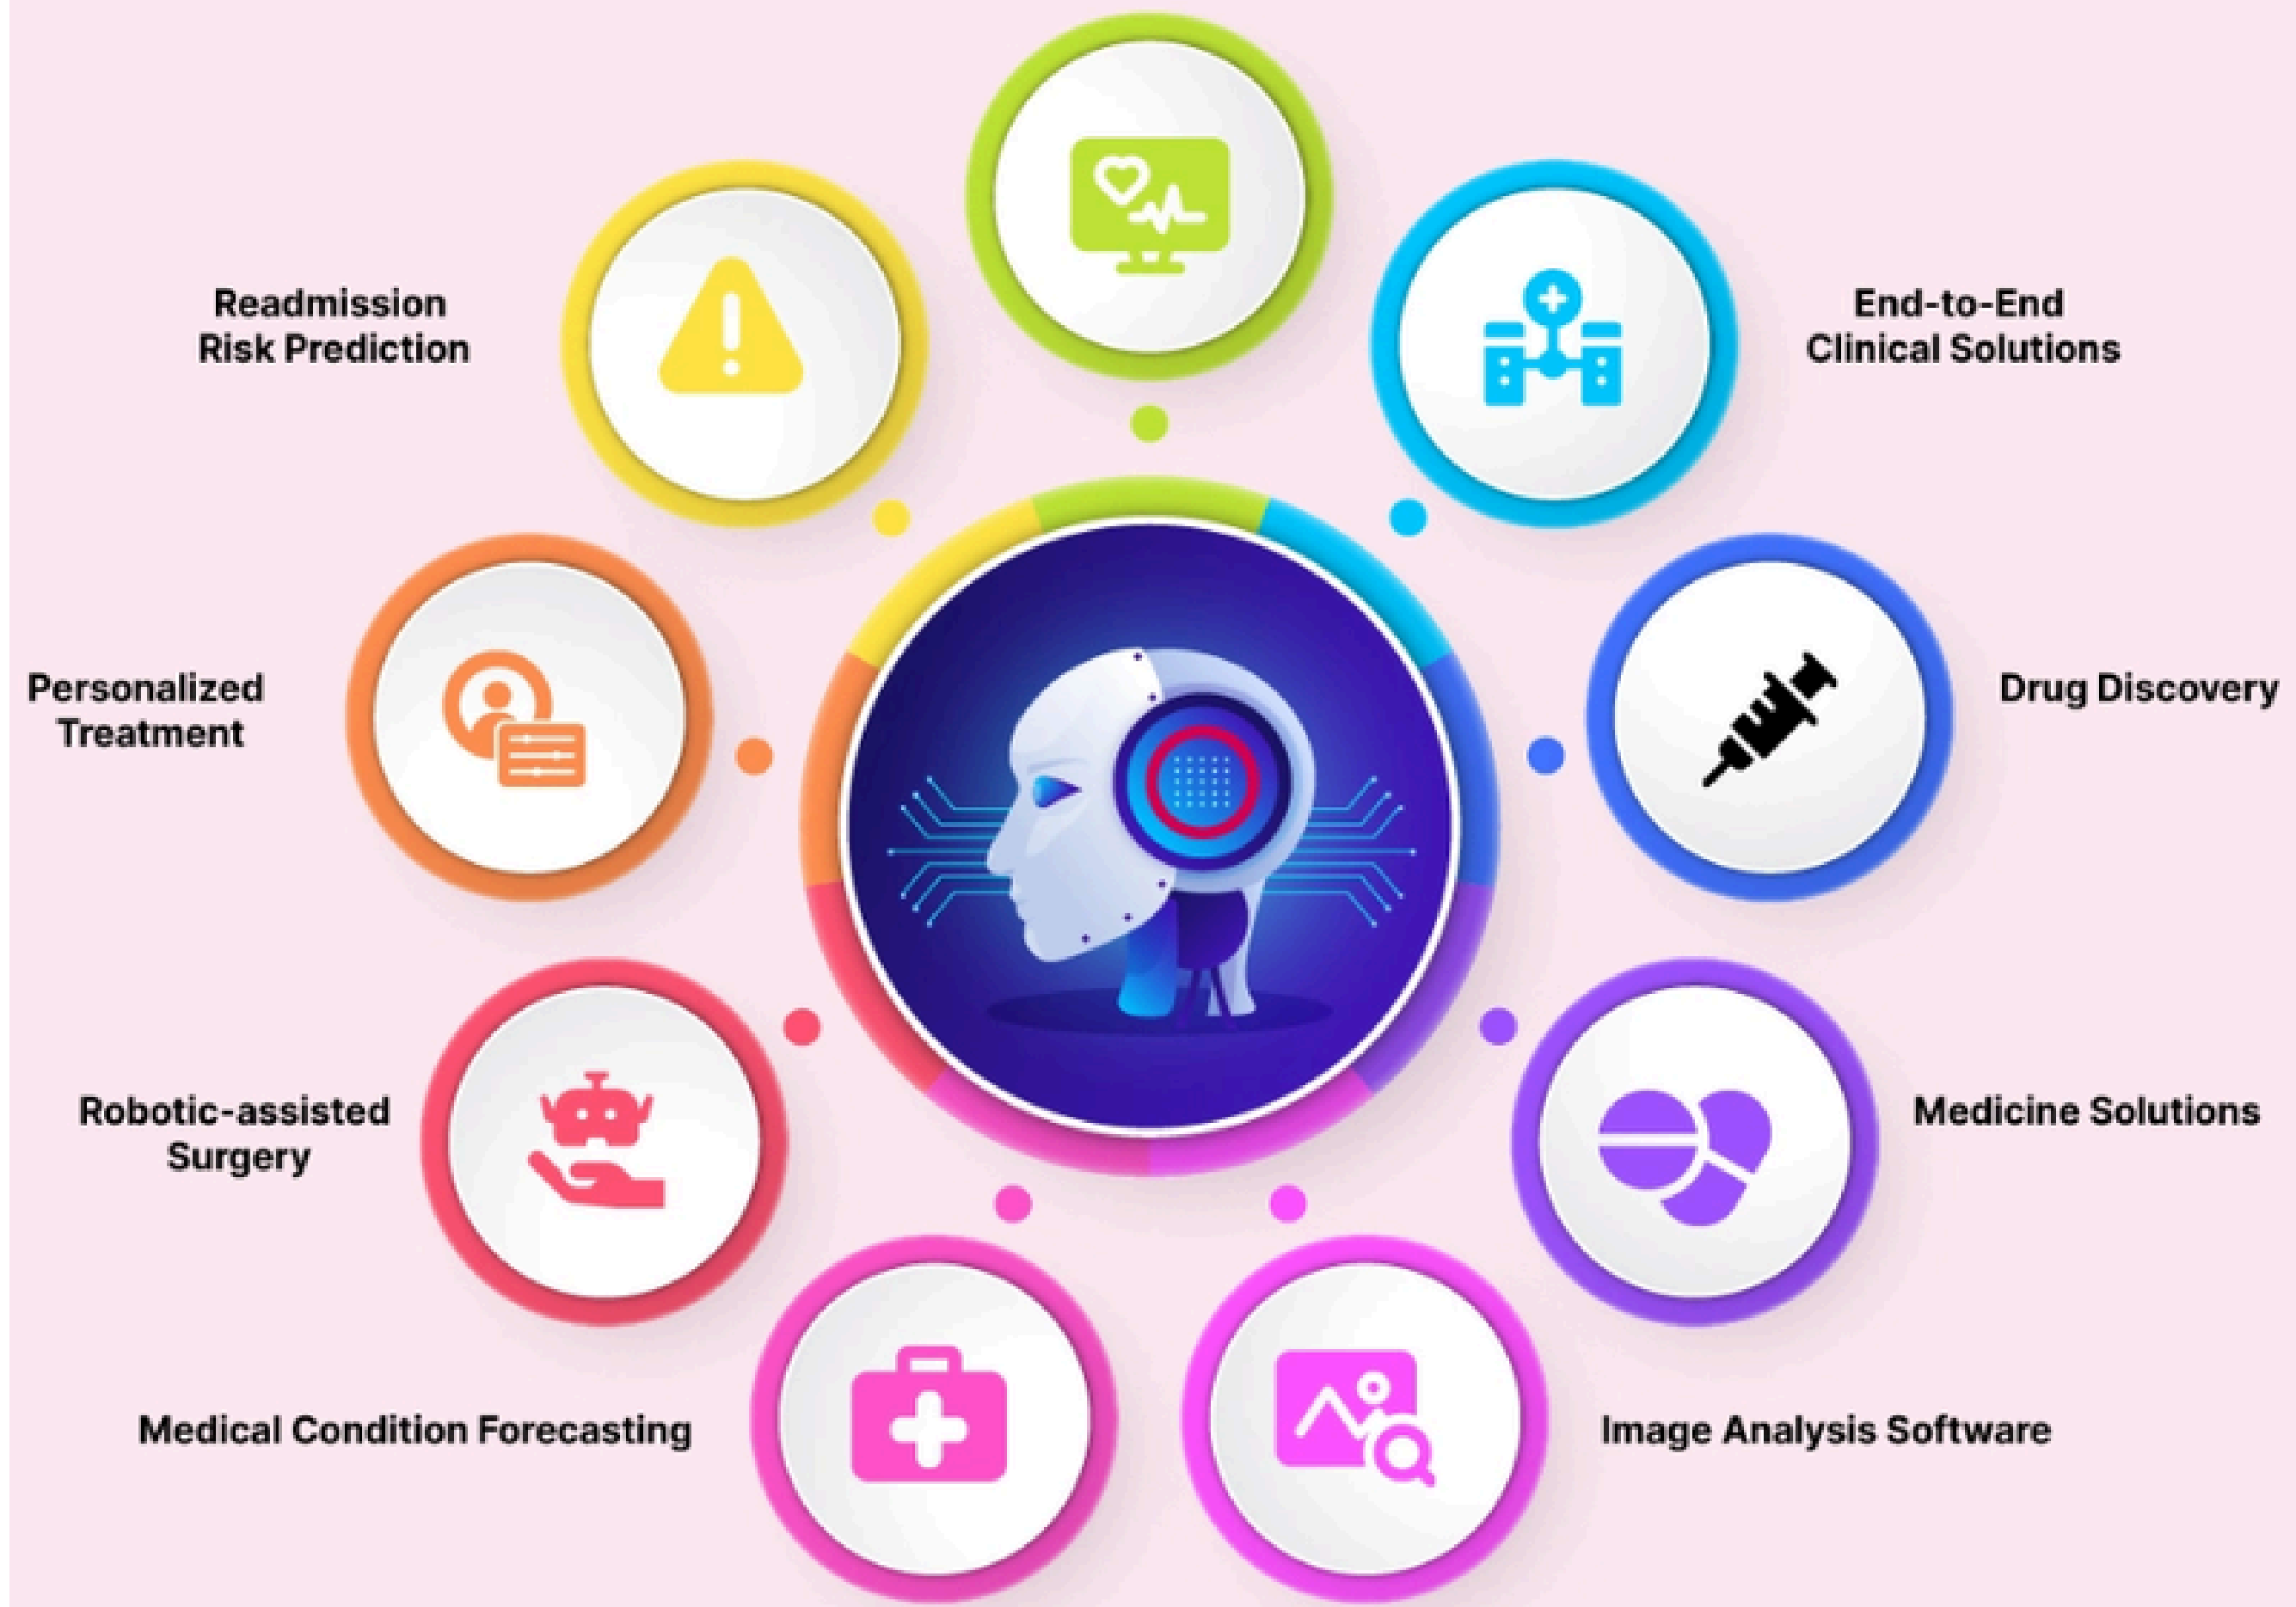 Readmission
Risk Prediction
End-to-End
Clinical Solutions
Personalized
Treatment
Drug Discovery
Robotic-assisted
Surgery
Medicine Solutions
Medical Condition Forecasting
Image Analysis Software